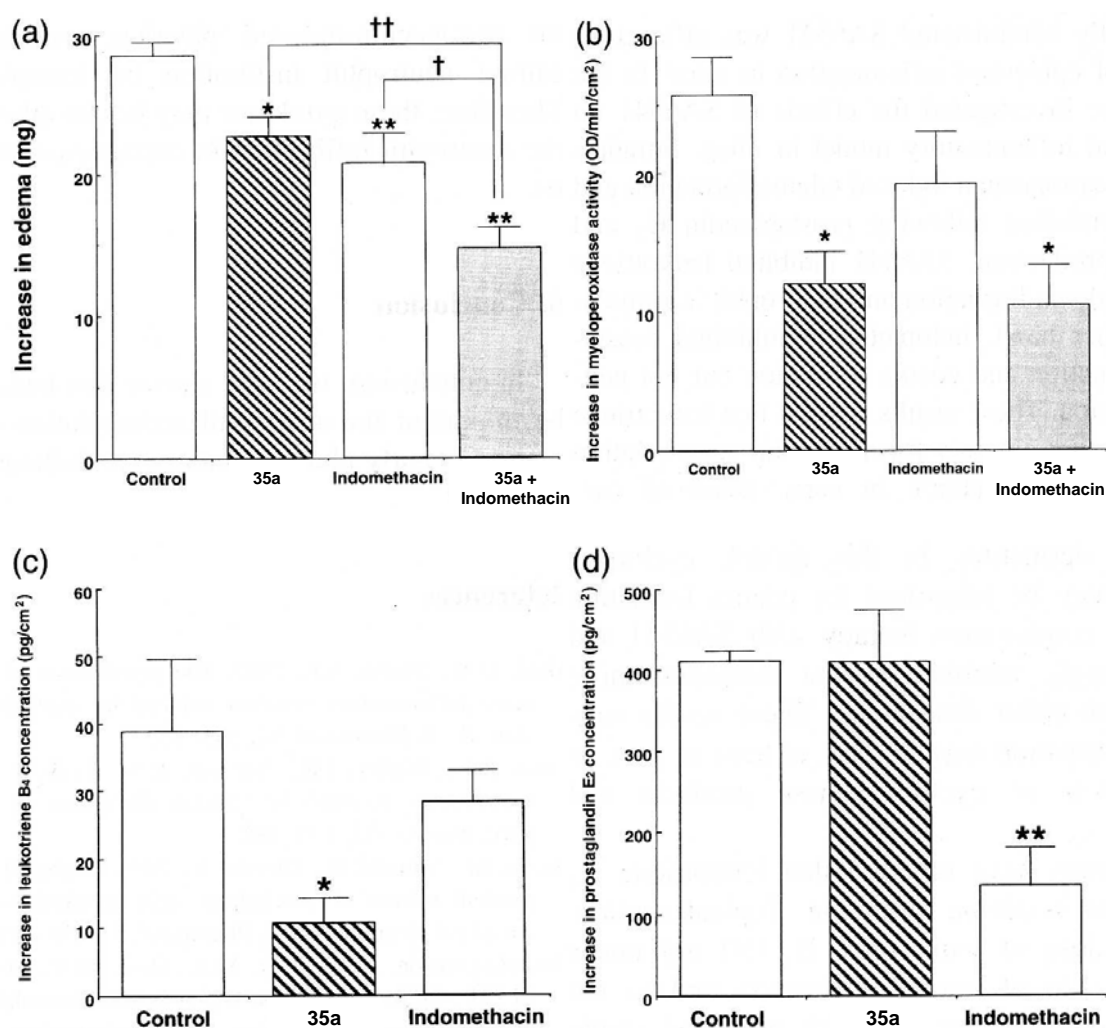 (a)
Increase in edema (mg)
30
20
10
0
††
†
*
**
**
Control
35a
Indomethacin
35a +
Indomethacin
(b)
Increase in myeloperoxidase activity (OD/min/cm²)
30
20
10
0
*
*
Control
35a
Indomethacin
35a +
Indomethacin
(c)
Increase in leukotriene B₄ concentration (pg/cm²)
60
50
40
30
20
10
0
*
Control
35a
Indomethacin
(d)
Increase in prostaglandin E₂ concentration (pg/cm²)
500
400
300
200
100
0
**
Control
35a
Indomethacin